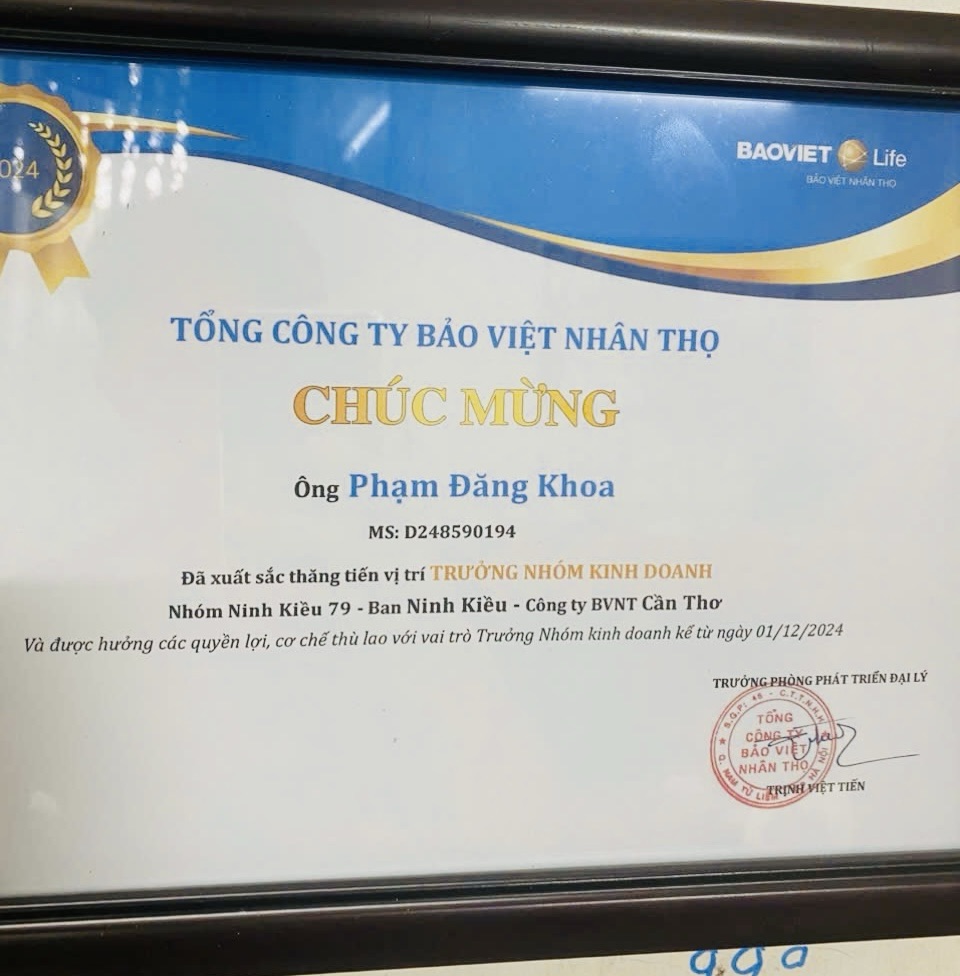 BAOVIET Life
BẢO VIỆT NHÂN THỌ
TỔNG CÔNG TY BẢO VIỆT NHÂN THỌ
CHÚC MỪNG
Ông Phạm Đăng Khoa
MS: D248590194
Đã xuất sắc thăng tiến vị trí TRƯỞNG NHÓM KINH DOANH
Nhóm Ninh Kiều 79 - Ban Ninh Kiều - Công ty BVNT Cần Thơ
Và được hưởng các quyền lợi, cơ chế thù lao với vai trò Trưởng Nhóm kinh doanh kể từ ngày 01/12/2024
TRƯỞNG PHÒNG PHÁT TRIỂN ĐẠI LÝ
TỔNG
CÔNG TY
BẢO VIỆT
NHÂN THỌ
TRỊNH VIỆT TIẾN